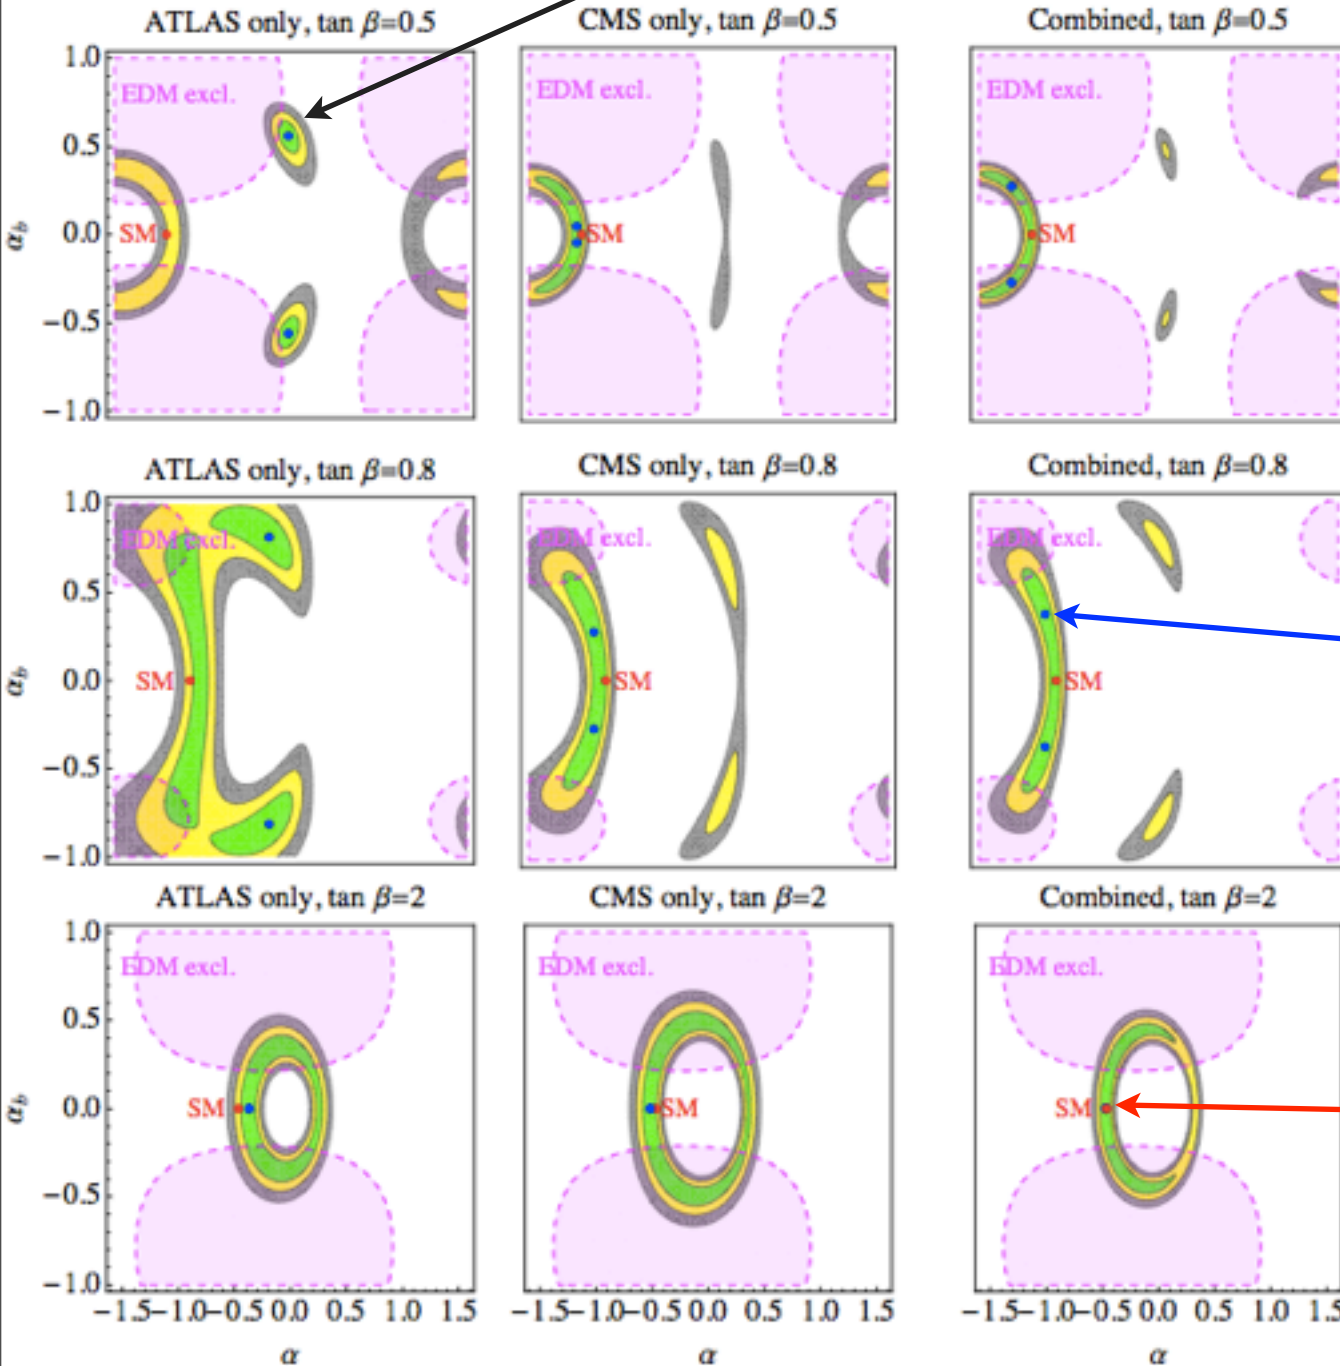 ATLAS only, tan β=0.5
CMS only, tan β=0.5
Combined, tan β=0.5
1.0
0.5
0.0
−0.5
−1.0
α_b
EDM excl.
SM
EDM excl.
SM
EDM excl.
SM
ATLAS only, tan β=0.8
CMS only, tan β=0.8
Combined, tan β=0.8
1.0
0.5
0.0
−0.5
−1.0
α_b
EDM excl.
SM
EDM excl.
SM
EDM excl.
SM
ATLAS only, tan β=2
CMS only, tan β=2
Combined, tan β=2
1.0
0.5
0.0
−0.5
−1.0
α_b
EDM excl.
SM
EDM excl.
SM
EDM excl.
SM
−1.5 −1.0 −0.5 0.0 0.5 1.0 1.5
−1.5 −1.0 −0.5 0.0 0.5 1.0 1.5
−1.5 −1.0 −0.5 0.0 0.5 1.0 1.5
α
α
α